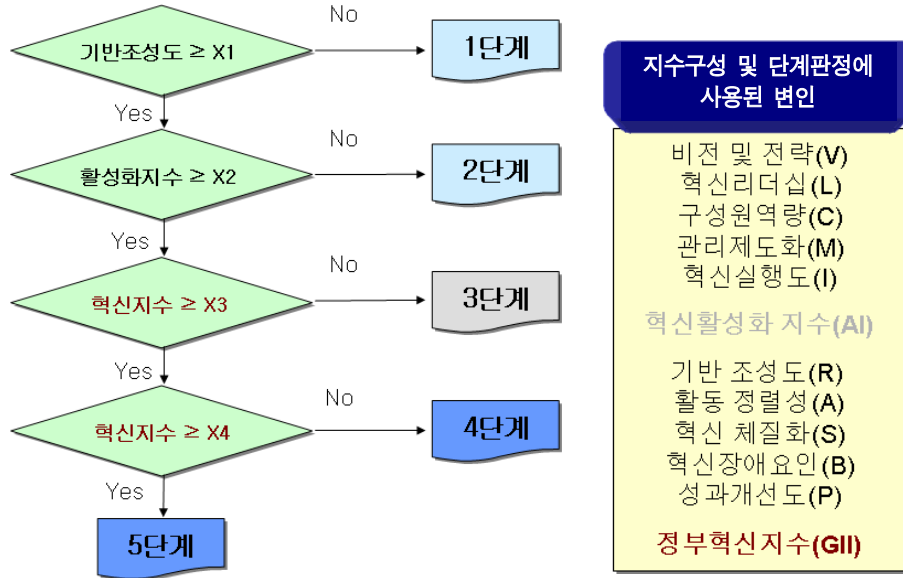 기반조성도 ≥ X1
No
1단계
Yes
활성화지수 ≥ X2
No
2단계
Yes
혁신지수 ≥ X3
No
3단계
Yes
혁신지수 ≥ X4
No
4단계
Yes
5단계
지수구성 및 단계판정에
사용된 변인
비전 및 전략(V)
혁신리더십(L)
구성원역량(C)
관리제도화(M)
혁신실행도(I)
혁신활성화 지수(AI)
기반 조성도(R)
활동 정렬성(A)
혁신 체질화(S)
혁신장애요인(B)
성과개선도(P)
정부혁신지수(GII)